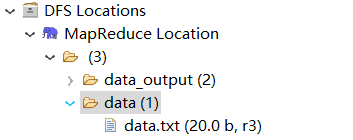 DFS Locations
MapReduce Location
(3)
data_output (2)
data (1)
data.txt (20.0 b, r3)